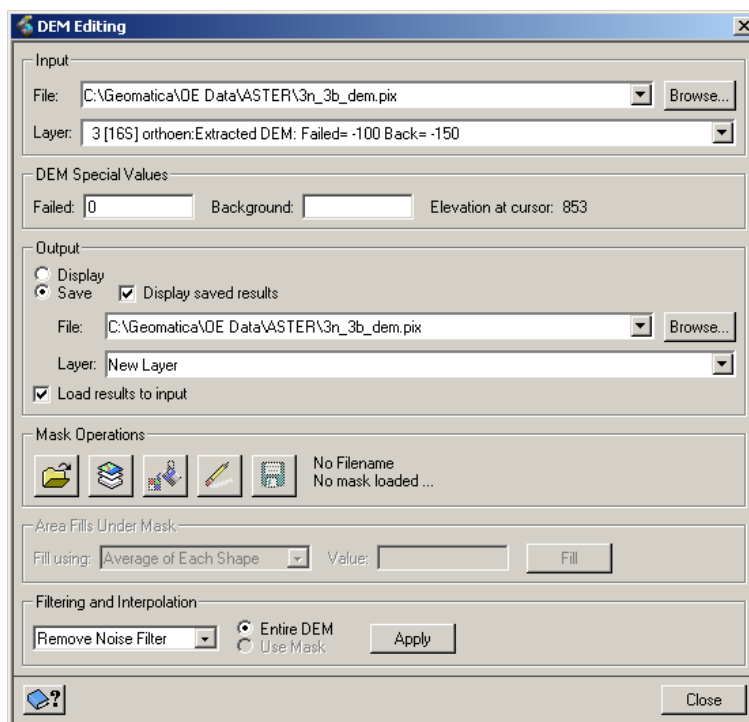 DEM Editing
Input
File: C:\Geomatica\OE Data\ASTER\3n_3b_dem.pix Browse...
Layer: 3 [16S] orthoen:Extracted DEM: Failed= -100 Back= -150
DEM Special Values
Failed: 0 Background: Elevation at cursor: 853
Output
Display
Save Display saved results
File: C:\Geomatica\OE Data\ASTER\3n_3b_dem.pix Browse...
Layer: New Layer
Load results to input
Mask Operations
No Filename
No mask loaded ...
Area Fills Under Mask
Fill using: Average of Each Shape Value: Fill
Filtering and Interpolation
Remove Noise Filter Entire DEM Apply
Use Mask
? Close